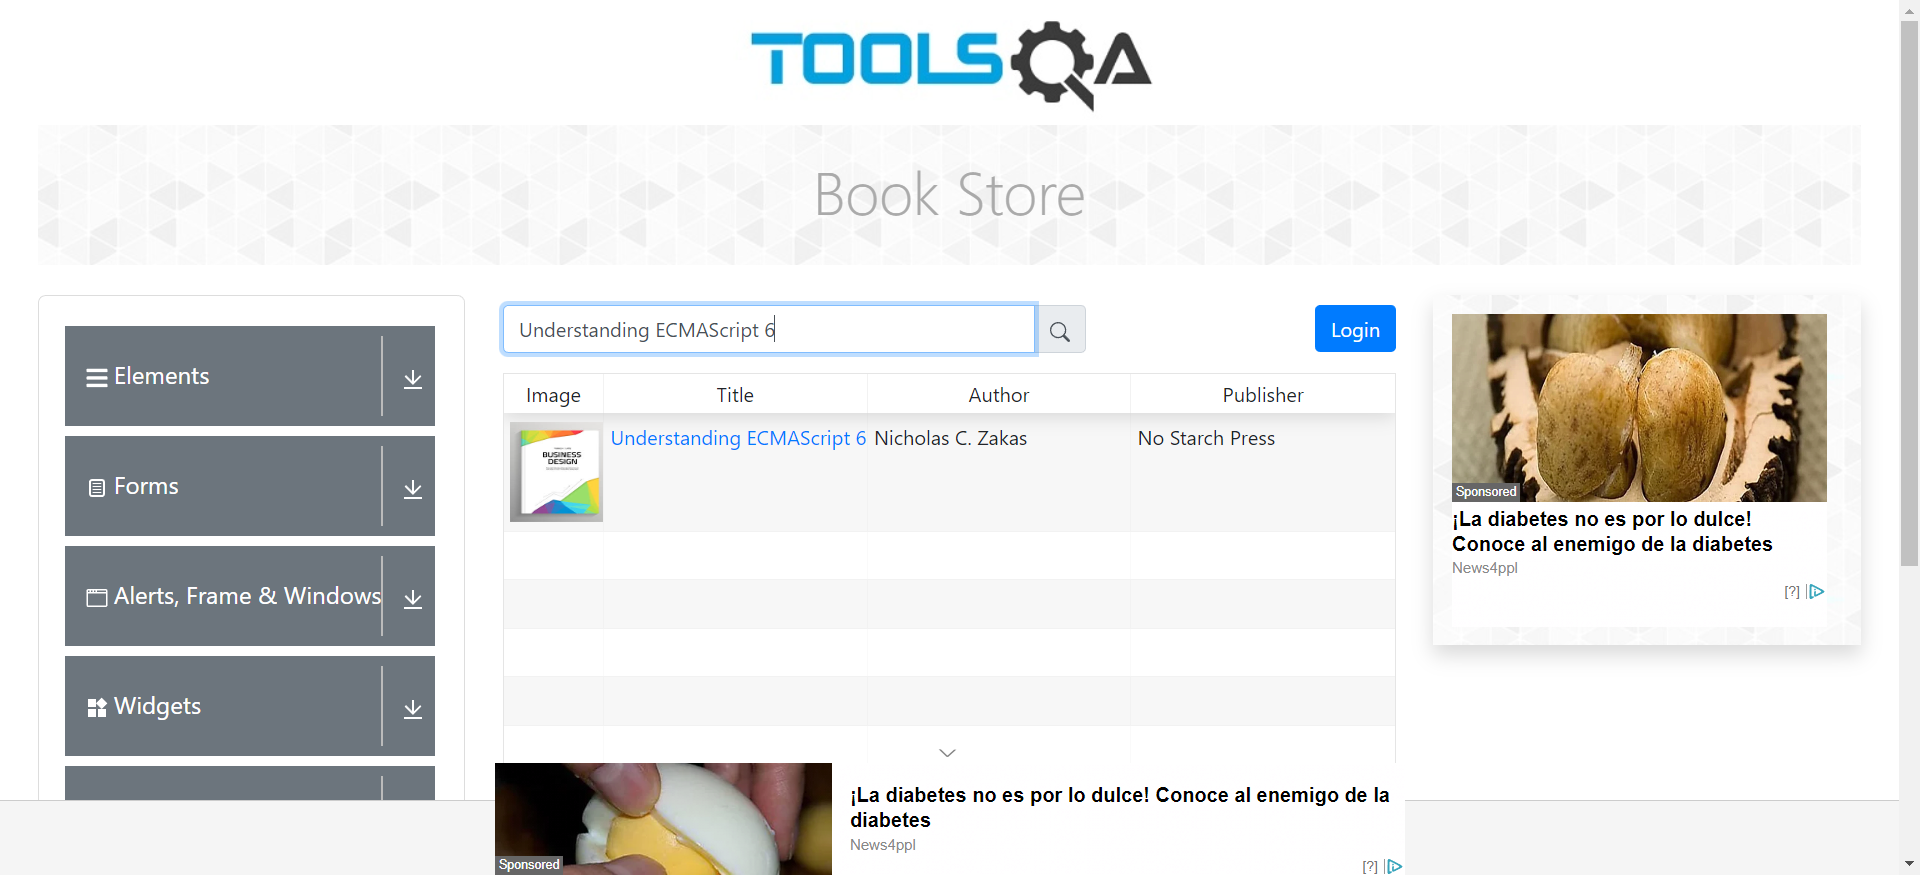 TOOLSQA
Book Store
Elements
Forms
Alerts, Frame & Windows
Widgets
Understanding ECMAScript 6
Login
Image Title Author Publisher
BUSINESS
DESIGN
Understanding ECMAScript 6 Nicholas C. Zakas No Starch Press
Sponsored
¡La diabetes no es por lo dulce!
Conoce al enemigo de la diabetes
News4ppl
[?]
Sponsored
¡La diabetes no es por lo dulce! Conoce al enemigo de la
diabetes
News4ppl
[?]